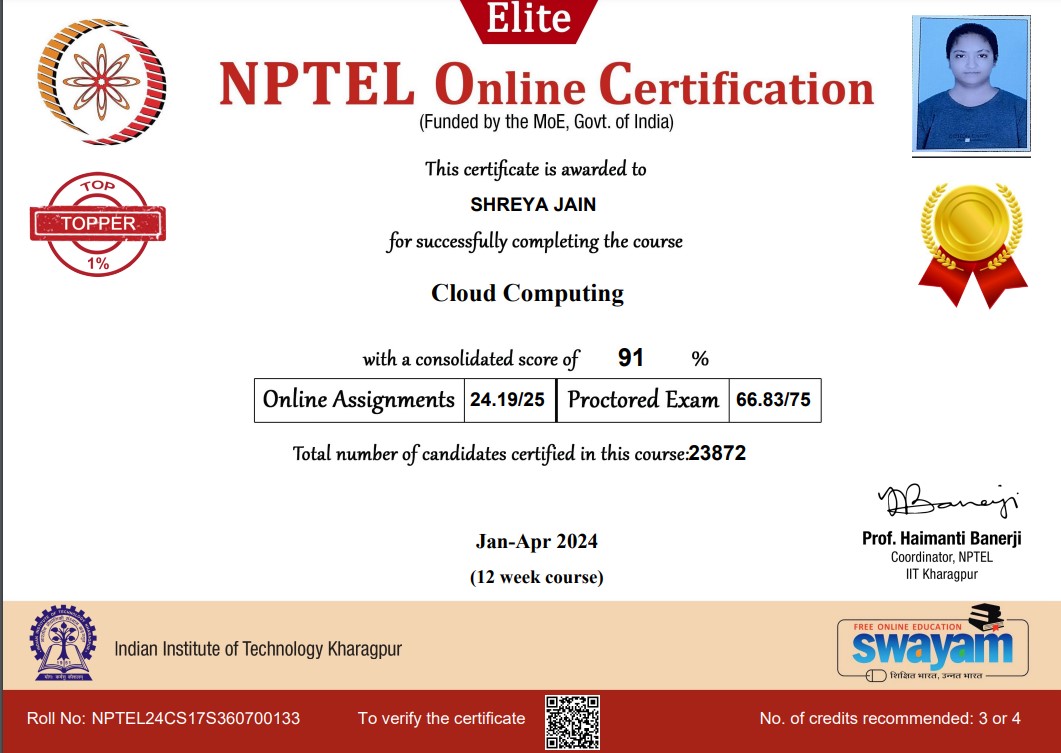 Elite
NPTEL Online Certification
(Funded by the MoE, Govt. of India)
This certificate is awarded to
SHREYA JAIN
for successfully completing the course
Cloud Computing
with a consolidated score of 91 %
Online Assignments 24.19/25 Proctored Exam 66.83/75
Total number of candidates certified in this course:23872
TOP
TOPPER
1%
Jan-Apr 2024
(12 week course)
Prof. Haimanti Banerji
Coordinator, NPTEL
IIT Kharagpur
Indian Institute of Technology Kharagpur
FREE ONLINE EDUCATION
swayam
शिक्षित भारत, उन्नत भारत
Roll No: NPTEL24CS17S360700133 To verify the certificate No. of credits recommended: 3 or 4